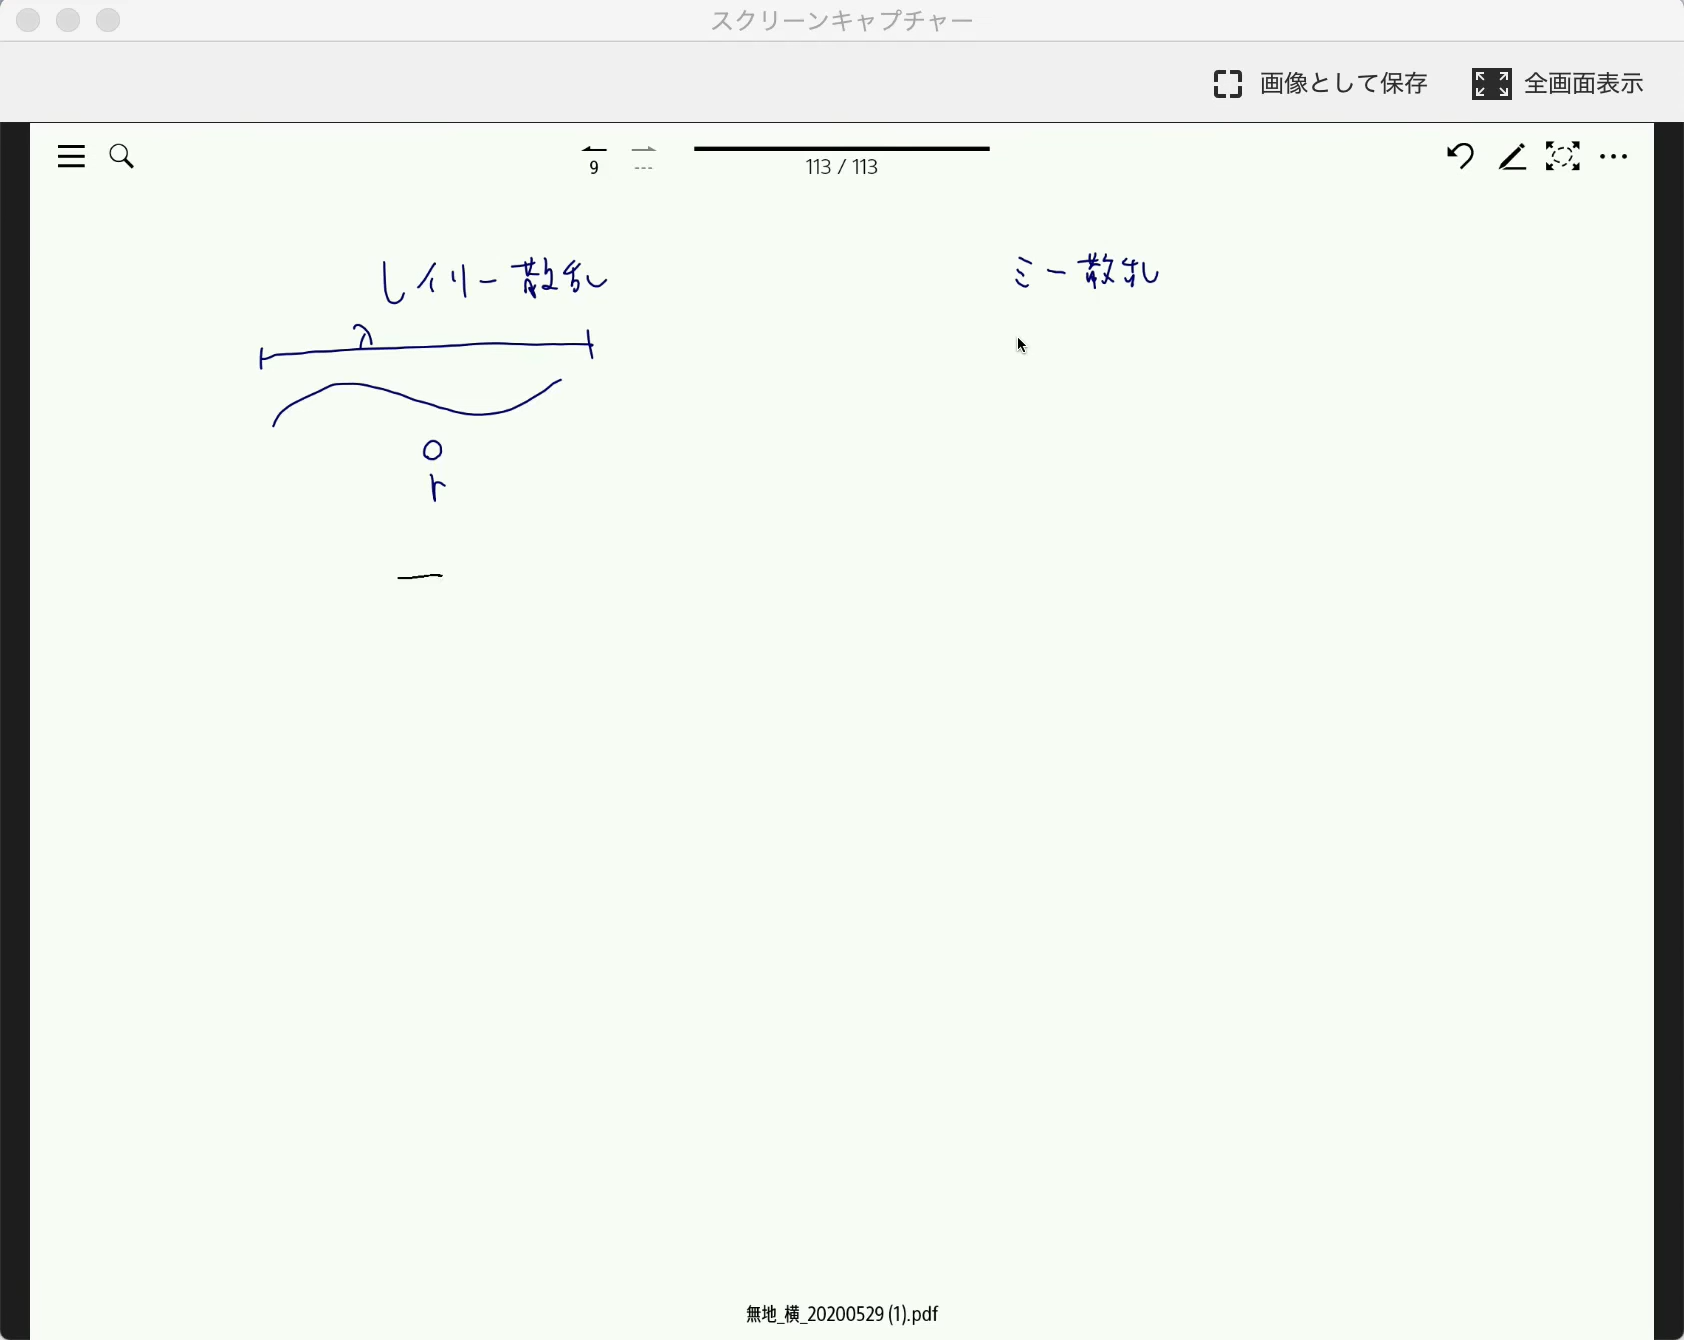 スクリーンキャプチャー
画像として保存 全画面表示
9 --- 113 / 113
レイリー散乱 ミー散乱
λ
r
無地_横_20200529 (1).pdf